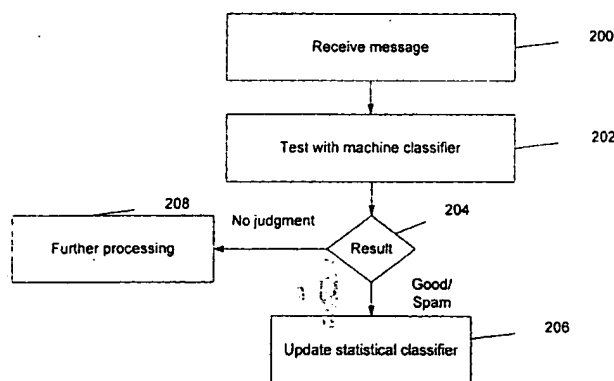 Receive message
200
Test with machine classifier
202
208
No judgment
204
Further processing
Result
Good/
Spam
206
Update statistical classifier